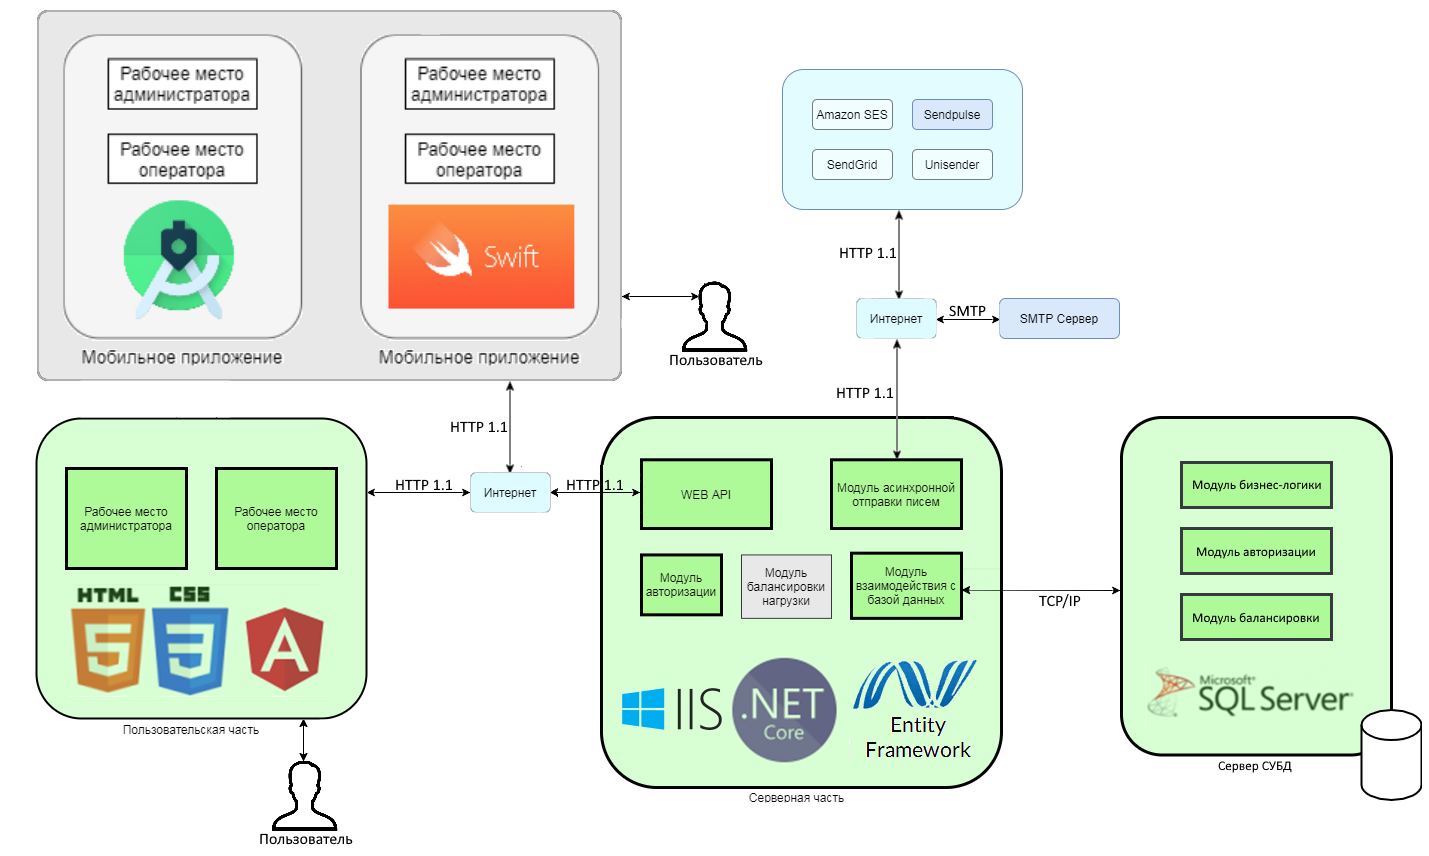 Рабочее место
администратора
Рабочее место
оператора
Мобильное приложение
Рабочее место
администратора
Рабочее место
оператора
Swift
Мобильное приложение
Пользователь
Amazon SES
Sendpulse
SendGrid
Unisender
HTTP 1.1
Интернет
SMTP
SMTP Сервер
HTTP 1.1
HTTP 1.1
HTTP 1.1
Интернет
HTTP 1.1
Рабочее место
администратора
Рабочее место
оператора
HTML
CSS
Пользовательская часть
Пользователь
WEB API
Модуль асинхронной
отправки писем
Модуль
авторизации
Модуль
балансировки
нагрузки
Модуль
взаимодействия с
базой данных
IIS
.NET
Core
Entity
Framework
Серверная часть
TCP/IP
Модуль бизнес-логики
Модуль авторизации
Модуль балансировки
Microsoft
SQL Server
Сервер СУБД